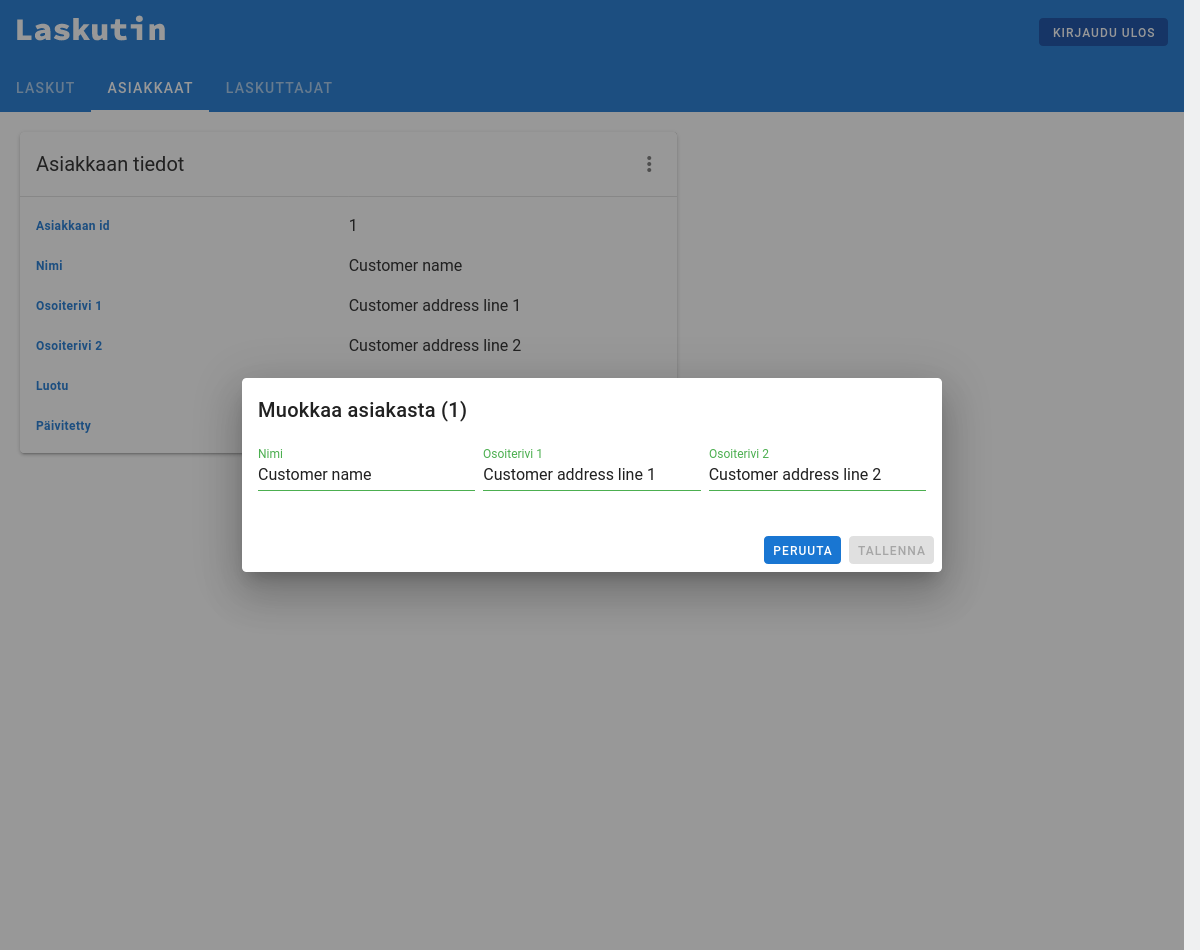 Laskutin
KIRJAUDU ULOS
LASKUT ASIAKKAAT LASKUTTAJAT
Asiakkaan tiedot
Asiakkaan id 1
Nimi Customer name
Osoiterivi 1 Customer address line 1
Osoiterivi 2 Customer address line 2
Luotu
Päivitetty
Muokkaa asiakasta (1)
Nimi Osoiterivi 1 Osoiterivi 2
Customer name Customer address line 1 Customer address line 2
PERUUTA TALLENNA